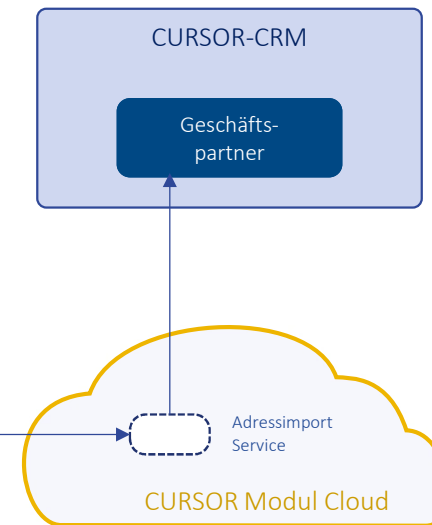 CURSOR-CRM
Geschäfts-
partner
Adressimport
Service
CURSOR Modul Cloud